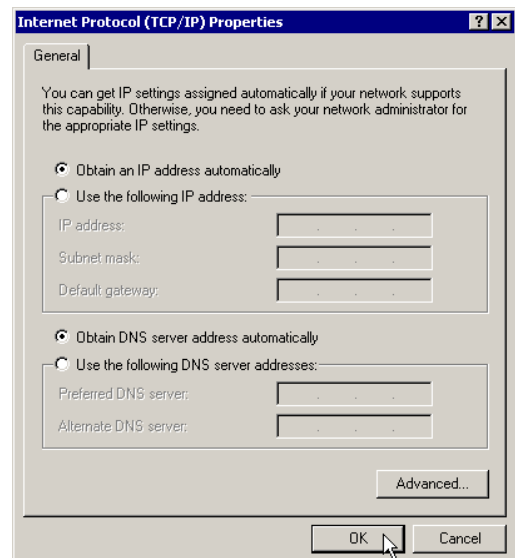 Internet Protocol (TCP/IP) Properties
General
You can get IP settings assigned automatically if your network supports
this capability. Otherwise, you need to ask your network administrator for
the appropriate IP settings.
Obtain an IP address automatically
Use the following IP address:
IP address:
Subnet mask:
Default gateway:
Obtain DNS server address automatically
Use the following DNS server addresses:
Preferred DNS server:
Alternate DNS server:
Advanced...
OK
Cancel